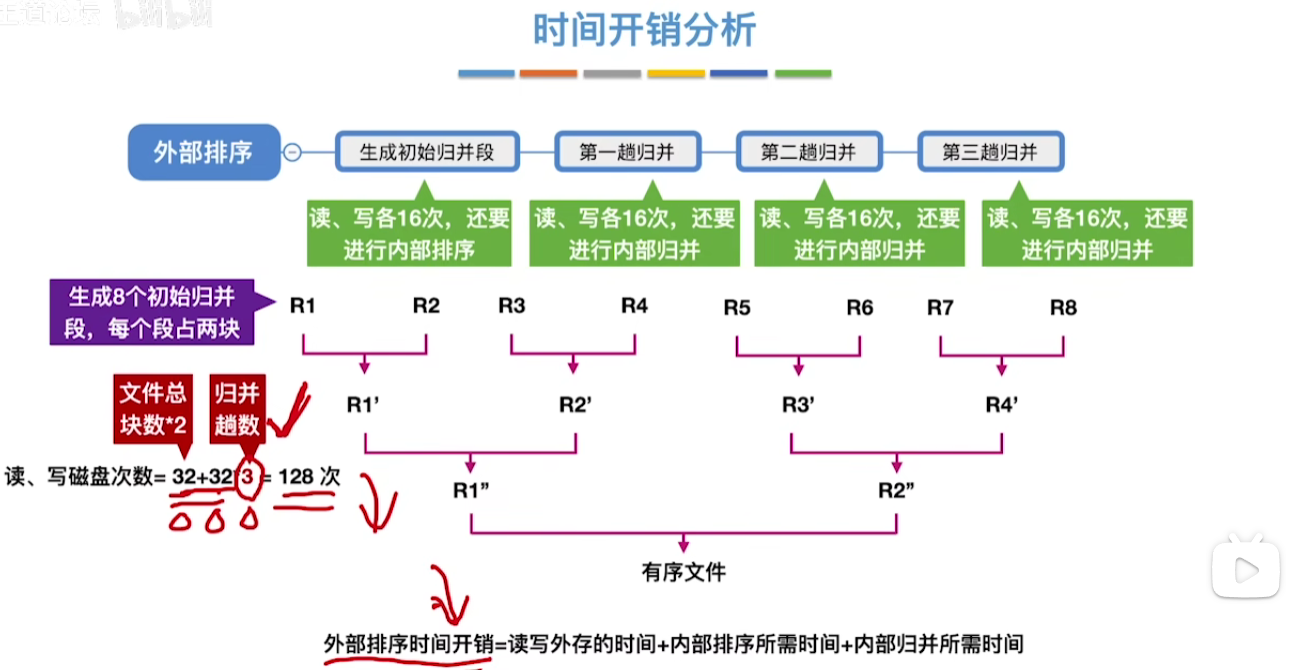 王道论坛 bilibili
时间开销分析
外部排序
生成初始归并段
第一趟归并
第二趟归并
第三趟归并
读、写各16次，还要
进行内部排序
读、写各16次，还要
进行内部归并
读、写各16次，还要
进行内部归并
读、写各16次，还要
进行内部归并
生成8个初始归并
段，每个段占两块
R1 R2 R3 R4 R5 R6 R7 R8
文件总
块数*2
归并
趟数
R1’ R2’ R3’ R4’
读、写磁盘次数= 32+32*3 = 128 次
R1” R2”
有序文件
外部排序时间开销=读写外存的时间+内部排序所需时间+内部归并所需时间